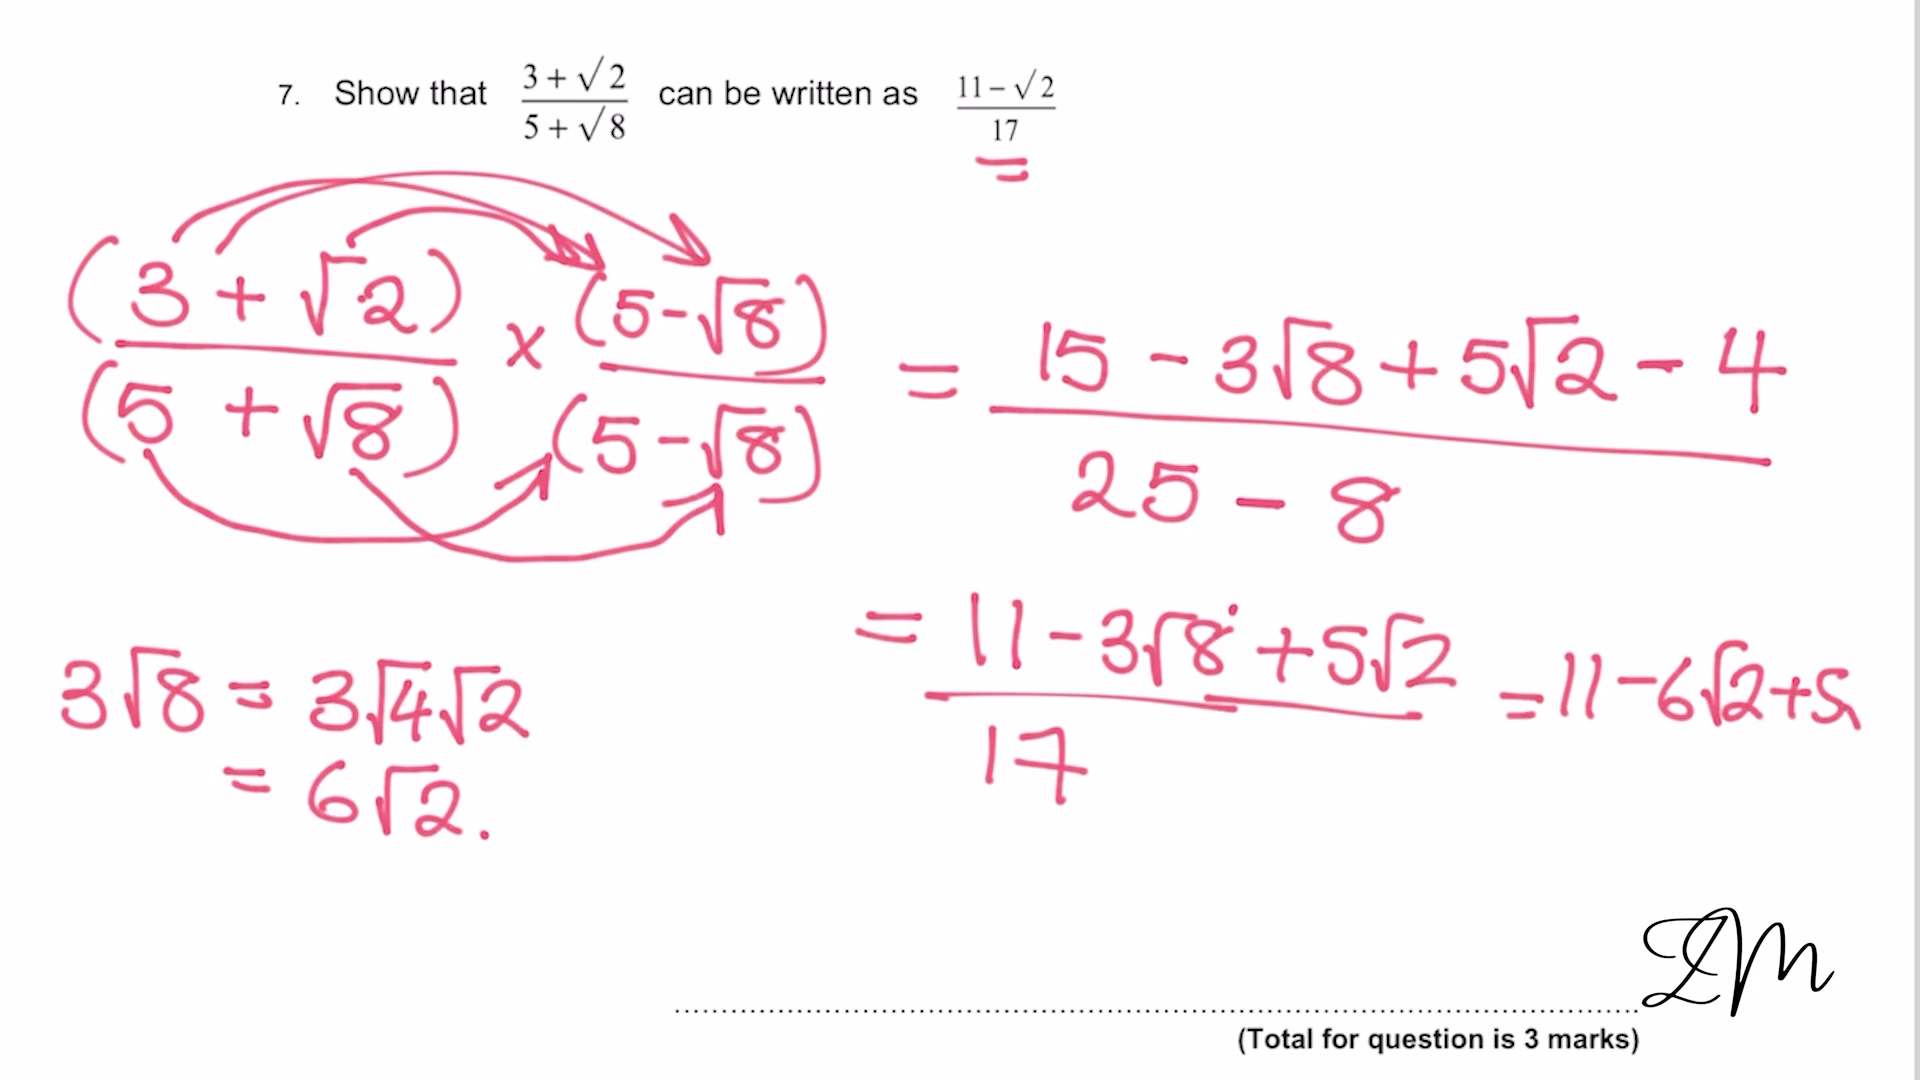 7. Show that (3 + √2)/(5 + √8) can be written as (11 − √2)/17
(3 + √2)/(5 + √8) × (5 - √8)/(5 - √8) = (15 - 3√8 + 5√2 - 4)/(25 - 8)
= (11 - 3√8 + 5√2)/17 = 11 - 6√2 + 5
3√8 = 3√4√2
= 6√2.
LM
(Total for question is 3 marks)